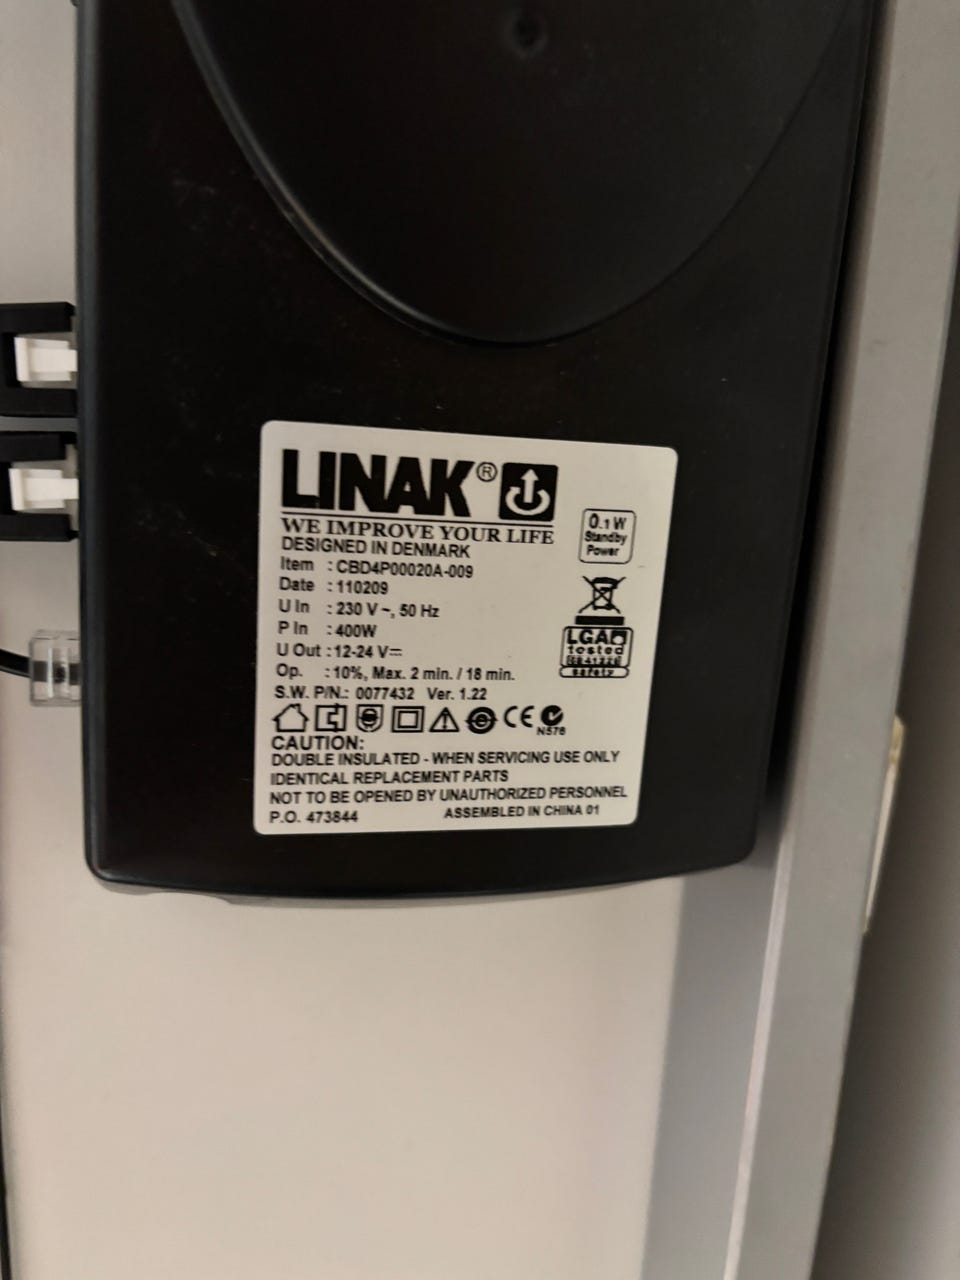 LINAK®
WE IMPROVE YOUR LIFE
DESIGNED IN DENMARK
Item : CBD4P00020A-009
Date : 110209
U In : 230 V ~, 50 Hz
P In : 400W
U Out : 12-24 V⎓
Op. : 10%, Max. 2 min. / 18 min.
S.W. P/N.: 0077432 Ver. 1.22
0.1 W
Standby
Power
LGA
tested
safety
CE
N576
CAUTION:
DOUBLE INSULATED - WHEN SERVICING USE ONLY
IDENTICAL REPLACEMENT PARTS
NOT TO BE OPENED BY UNAUTHORIZED PERSONNEL
P.O. 473844 ASSEMBLED IN CHINA 01